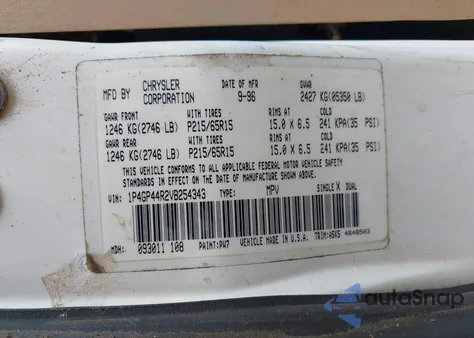 MFD BY CHRYSLER CORPORATION DATE OF MFR 9-96 GVWR 2427 KG(05350 LB)
GAWR FRONT WITH TIRES RIMS AT COLD
1246 KG(2746 LB) P215/65R15 15.0 X 6.5 241 KPA(35 PSI)
GAWR REAR WITH TIRES RIMS AT COLD
1246 KG(2746 LB) P215/65R15 15.0 X 6.5 241 KPA(35 PSI)
THIS VEHICLE CONFORMS TO ALL APPLICABLE FEDERAL MOTOR VEHICLE SAFETY
STANDARDS IN EFFECT ON THE DATE OF MANUFACTURE SHOWN ABOVE.
VIN: 1P4GP44R2VB254343 TYPE: MPV SINGLE X DUAL
MDH: 093011 108 PAINT:PW7 VEHICLE MADE IN U.S.A. TRIM:ASK5 4648503
autoSnap